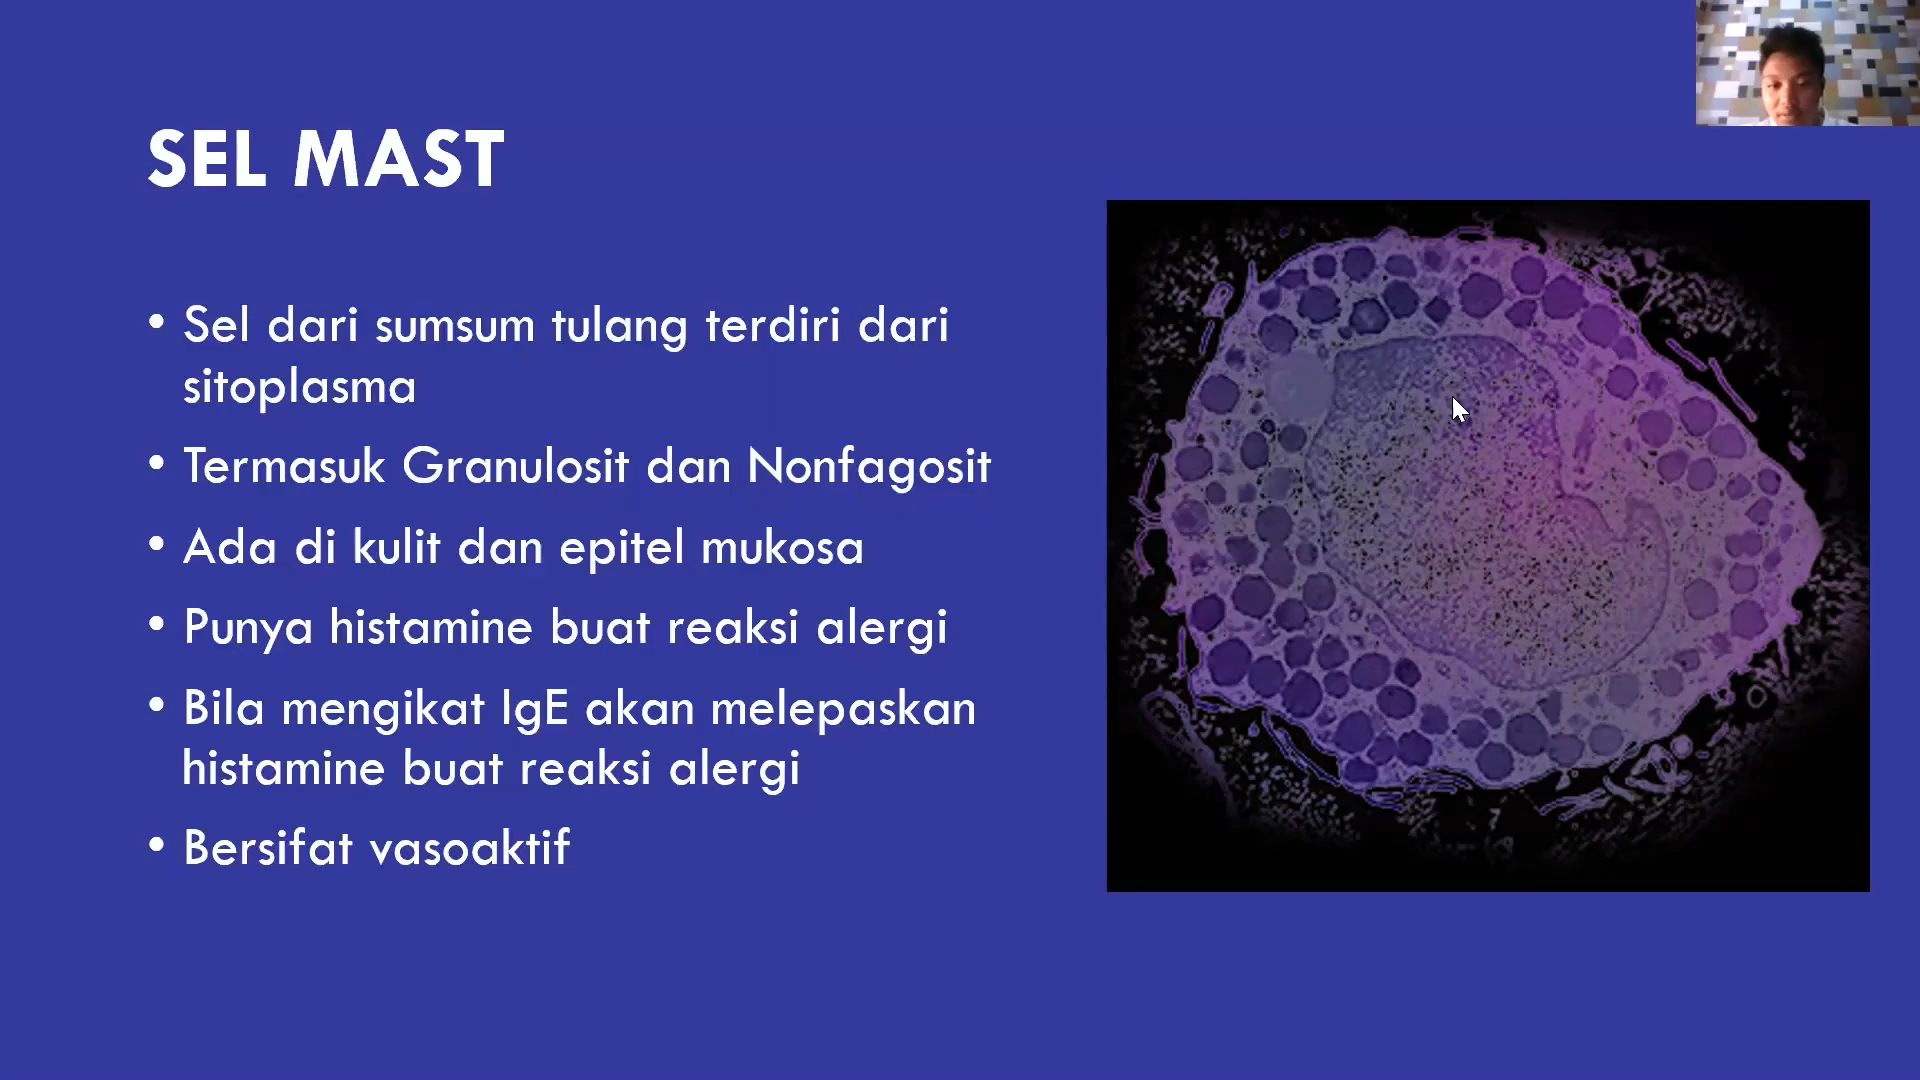 SEL MAST
• Sel dari sumsum tulang terdiri dari
sitoplasma
• Termasuk Granulosit dan Nonfagosit
• Ada di kulit dan epitel mukosa
• Punya histamine buat reaksi alergi
• Bila mengikat IgE akan melepaskan
histamine buat reaksi alergi
• Bersifat vasoaktif